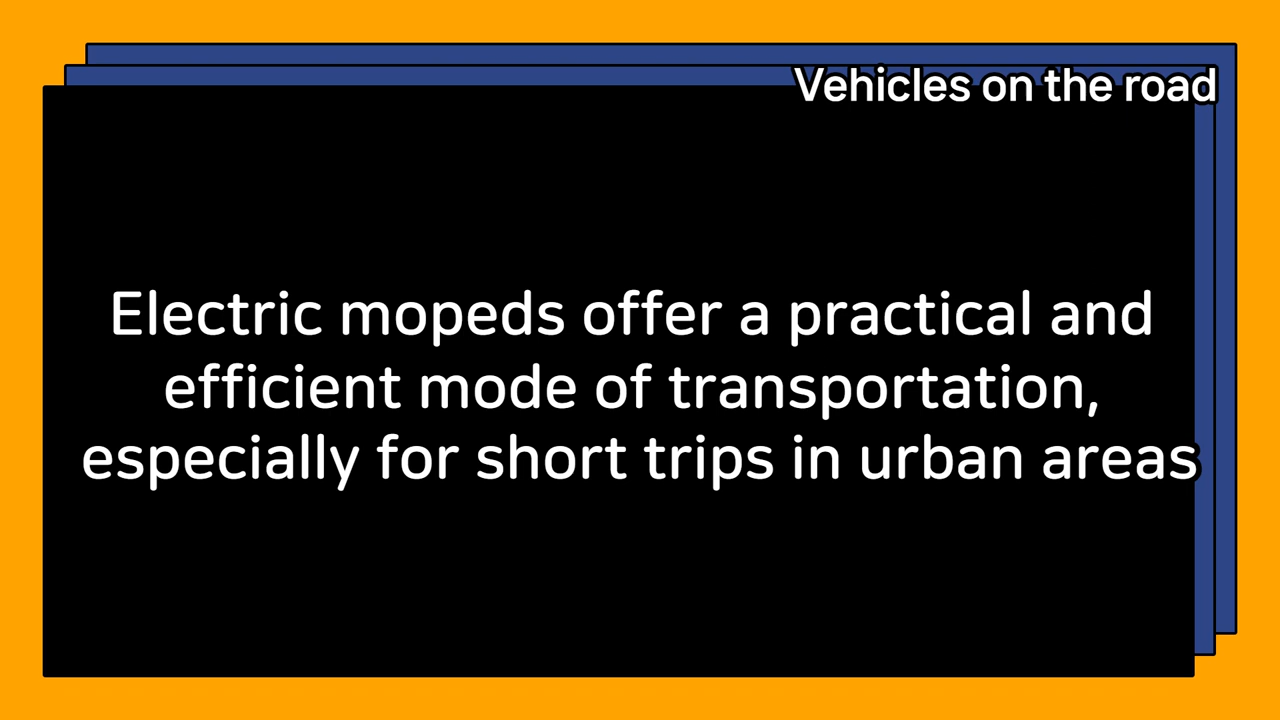 Vehicles on the road
Electric mopeds offer a practical and
efficient mode of transportation,
especially for short trips in urban areas